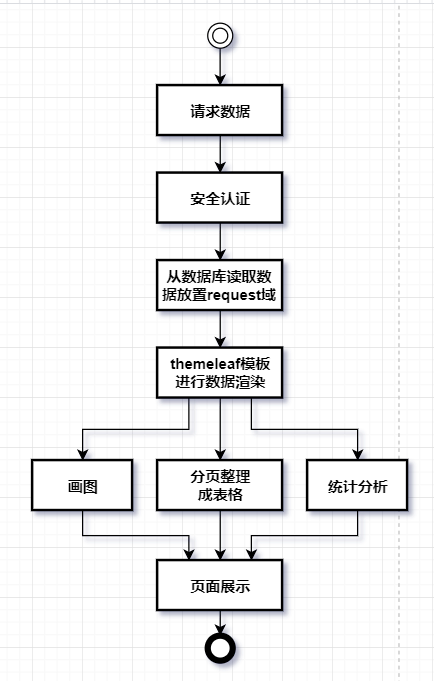 请求数据
安全认证
从数据库读取数
据放置request域
themeleaf模板
进行数据渲染
画图
分页整理
成表格
统计分析
页面展示